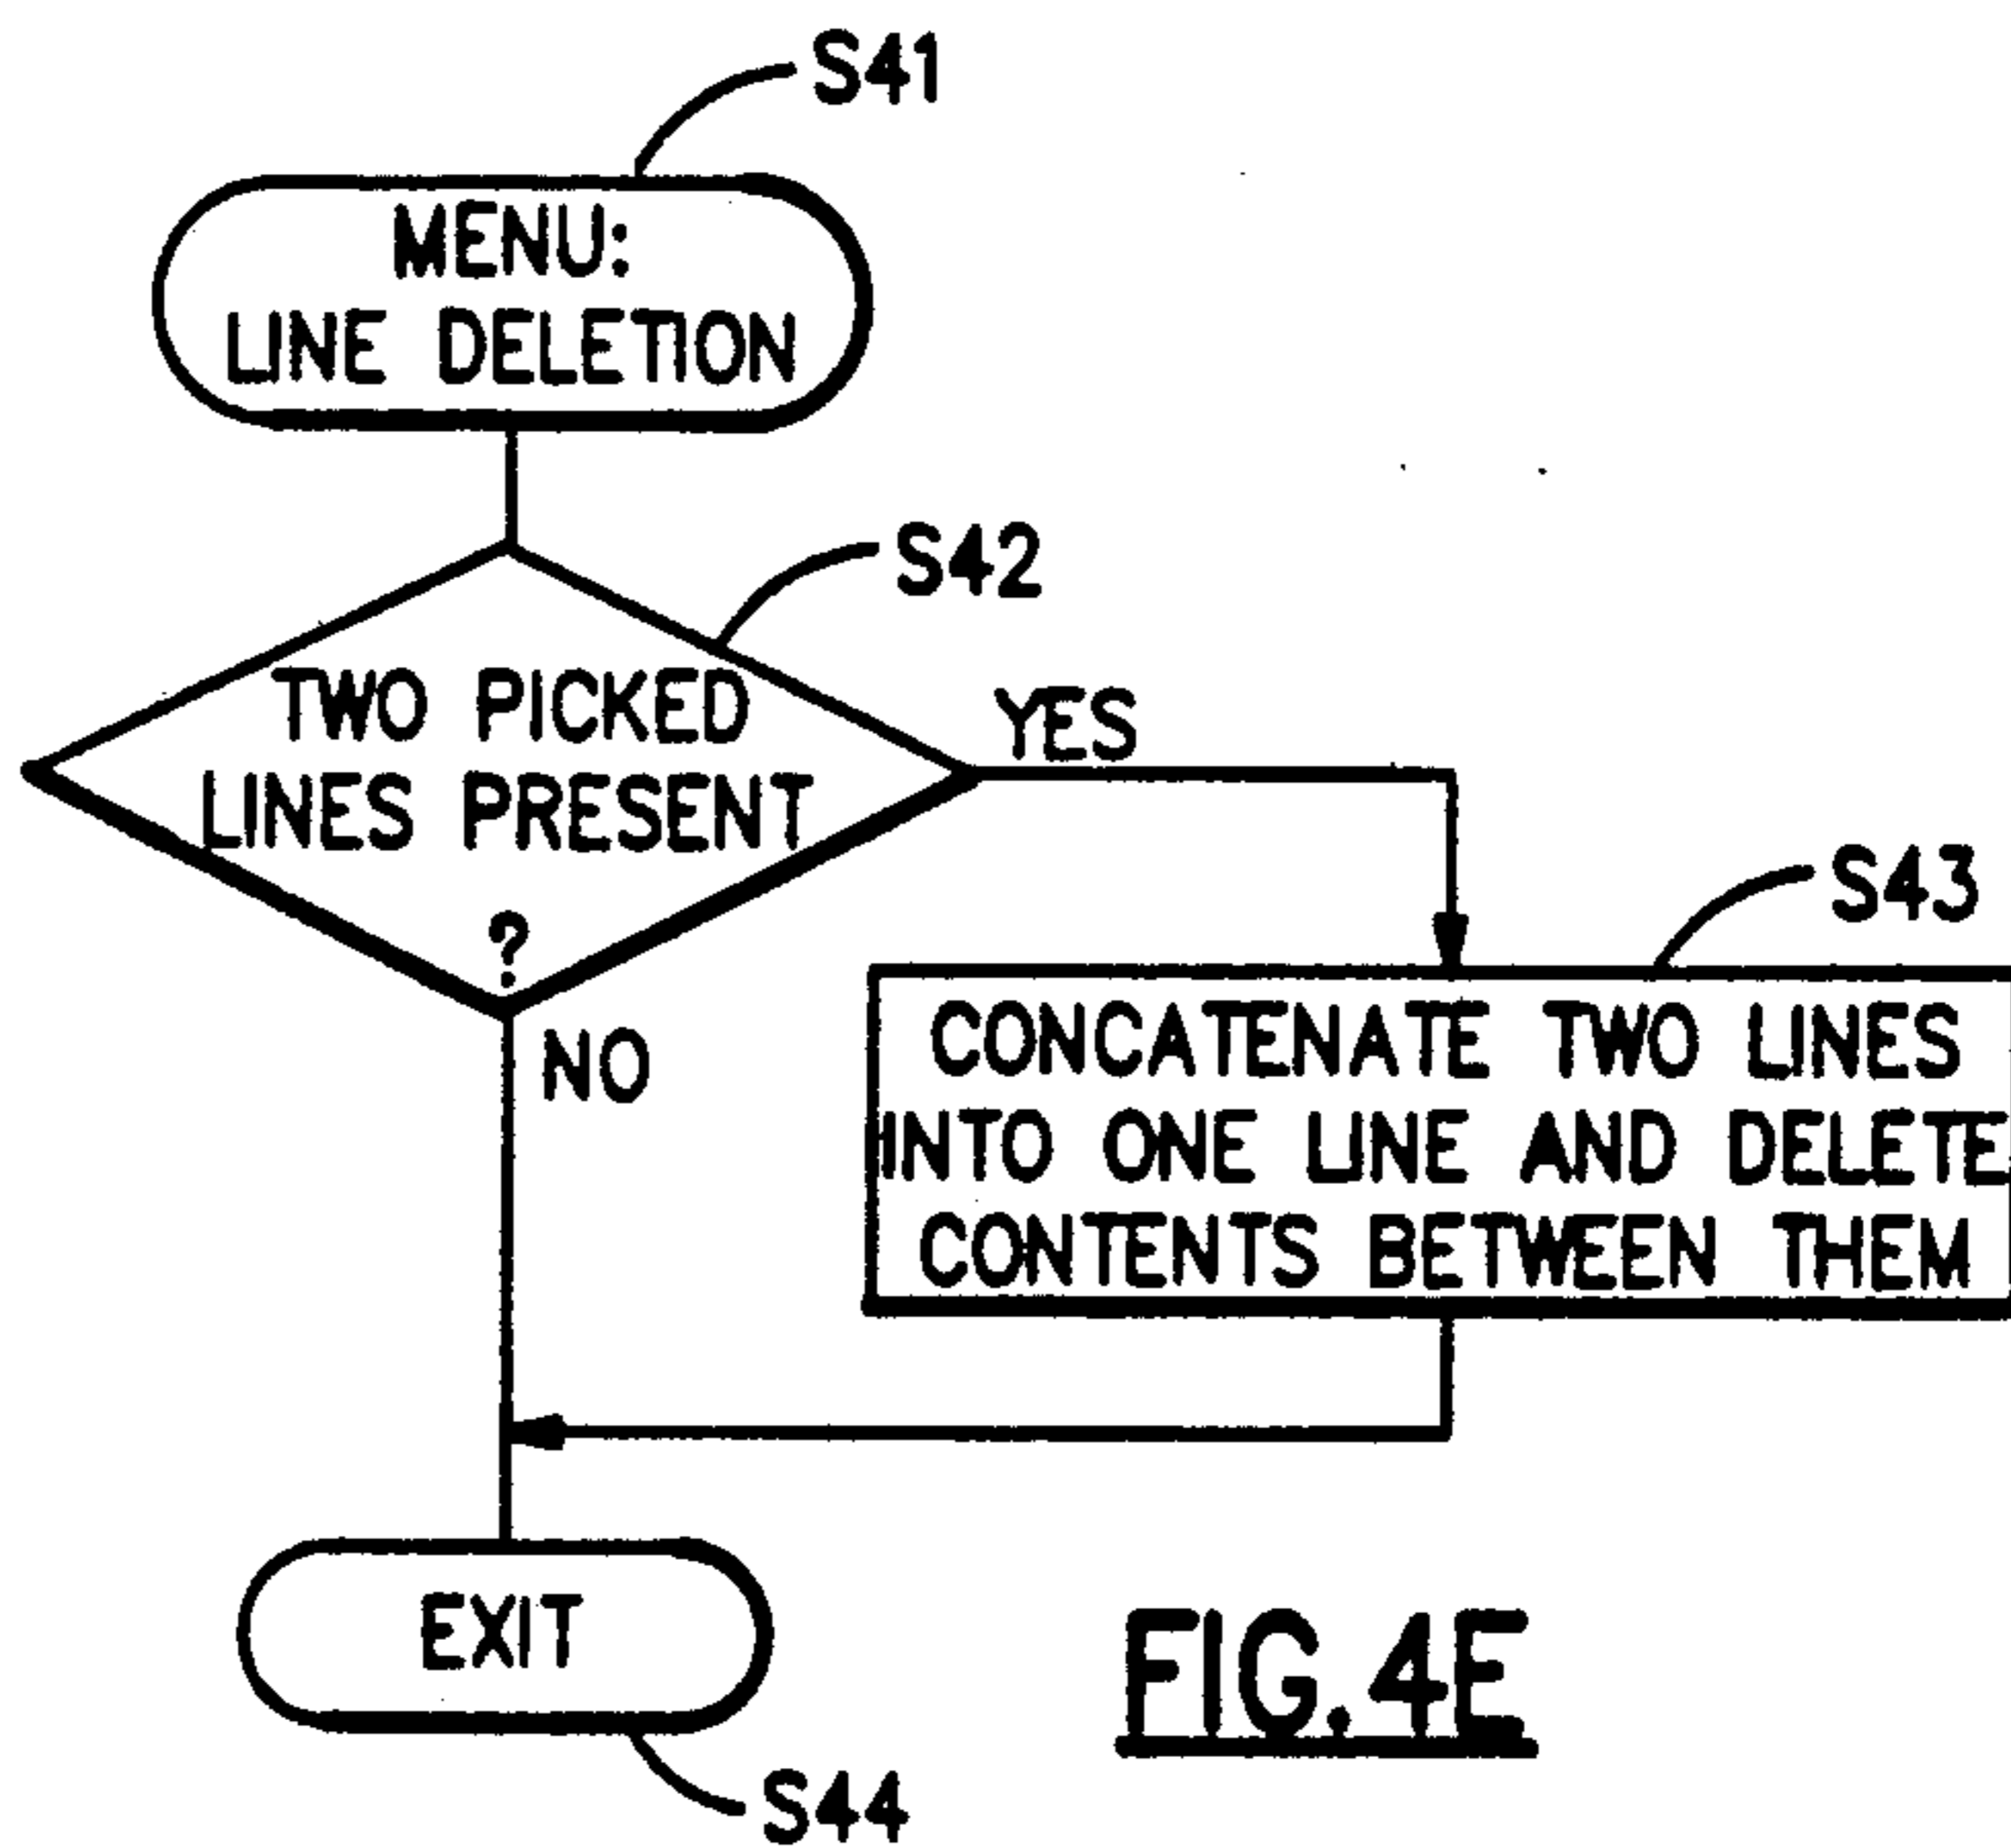 S41
MENU:
LINE DELETION
S42
TWO PICKED
LINES PRESENT
?
YES
NO
S43
CONCATENATE TWO LINES
INTO ONE LINE AND DELETE
CONTENTS BETWEEN THEM
EXIT
S44
FIG.4E